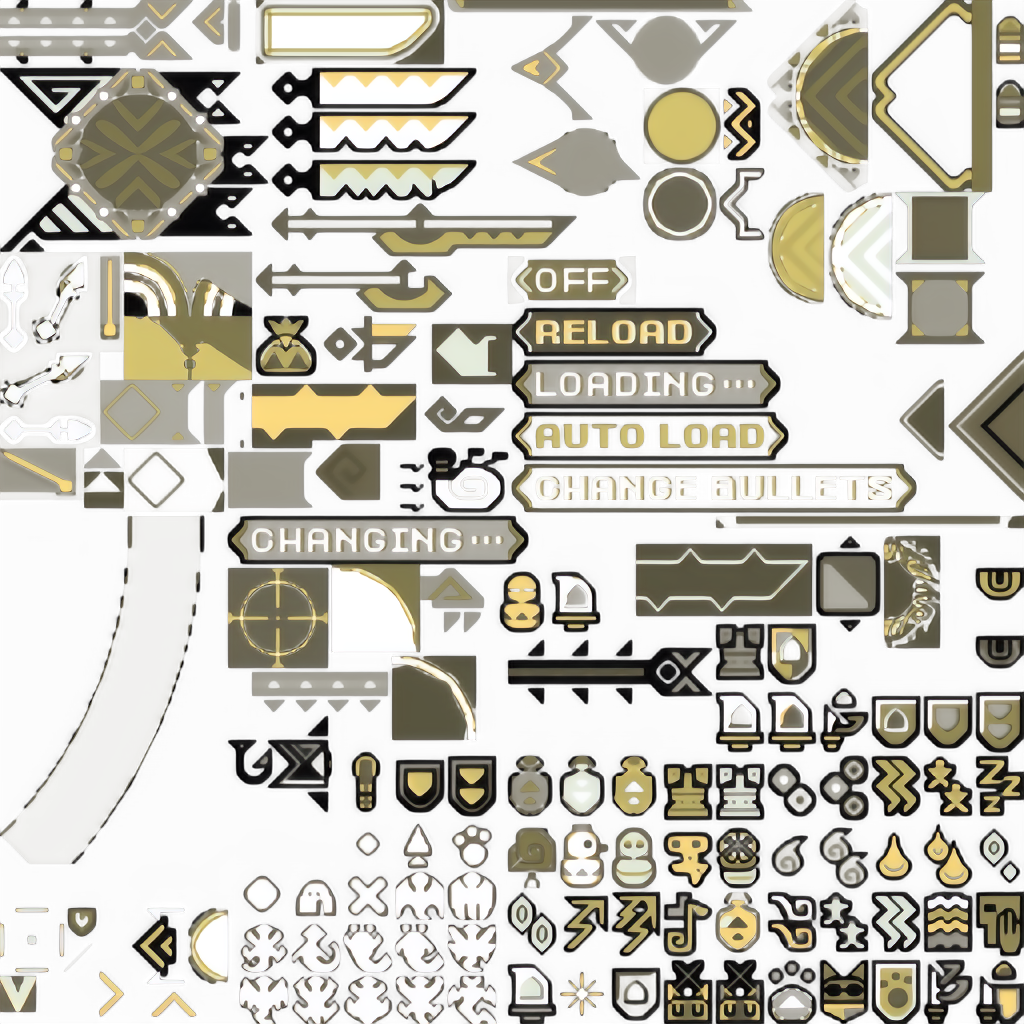 OFF
RELOAD
LOADING...
AUTO LOAD
CHANGE BULLETS
CHANGING...